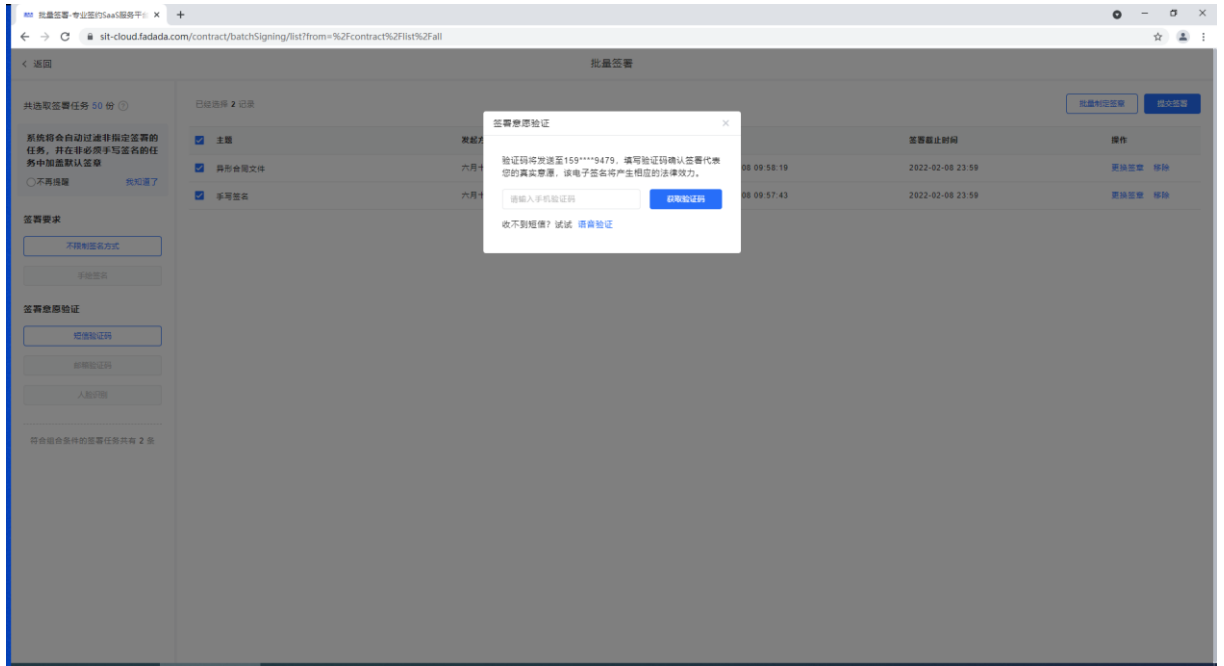 批量签署-专业签约SaaS服务平
sit-cloud.fadada.com/contract/batchSigning/list?from=%2Fcontract%2Flist%2Fall
返回
批量签署
共选取签署任务 50 份
已经选择 2 记录
批量制定签章
提交签署
系统将会自动过滤非指定签署的
任务，并在非必须手写签名的任
务中加盖默认签章
不再提醒
我知道了
主题
发起方
签署截止时间
操作
异形合同文件
六月十
08 09:58:19
2022-02-08 23:59
更换签章 移除
手写签名
六月十
08 09:57:43
2022-02-08 23:59
更换签章 移除
签署要求
不限制签名方式
手绘签名
签署意愿验证
短信验证码
邮箱验证码
人脸识别
符合组合条件的签署任务共有 2 条
签署意愿验证
验证码将发送至159****9479，填写验证码确认签署代表
您的真实意愿，该电子签名将产生相应的法律效力。
请输入手机验证码
获取验证码
收不到短信？试试 语音验证